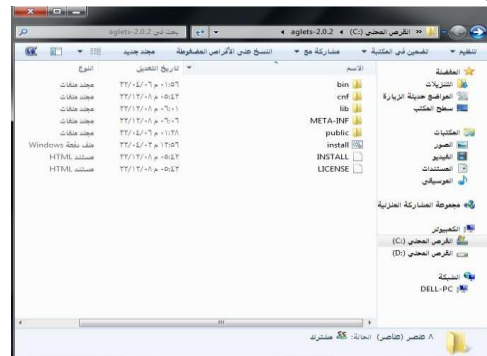 القرص المحلي (C:) ◄ aglets-2.0.2 ◄
بحث في aglets-2.0.2
تنظيم ▼ تضمين في المكتبة ▼ مشاركة مع ▼ النسخ على الأقراص المضغوطة مجلد جديد
الاسم تاريخ التعديل النوع
bin مجلد ملفات
cnf مجلد ملفات
lib مجلد ملفات
META-INF مجلد ملفات
public مجلد ملفات
install ملف دفعة Windows
INSTALL مستند HTML
LICENSE مستند HTML
المفضلة
التنزيلات
المواضع حديثة الزيارة
سطح المكتب
المكتبات
الصور
الفيديو
المستندات
الموسيقى
مجموعة المشاركة المنزلية
الكمبيوتر
القرص المحلي (C:)
القرص المحلي (D:)
الشبكة
DELL-PC
٨ عنصر (عناصر) الحالة: مشترك